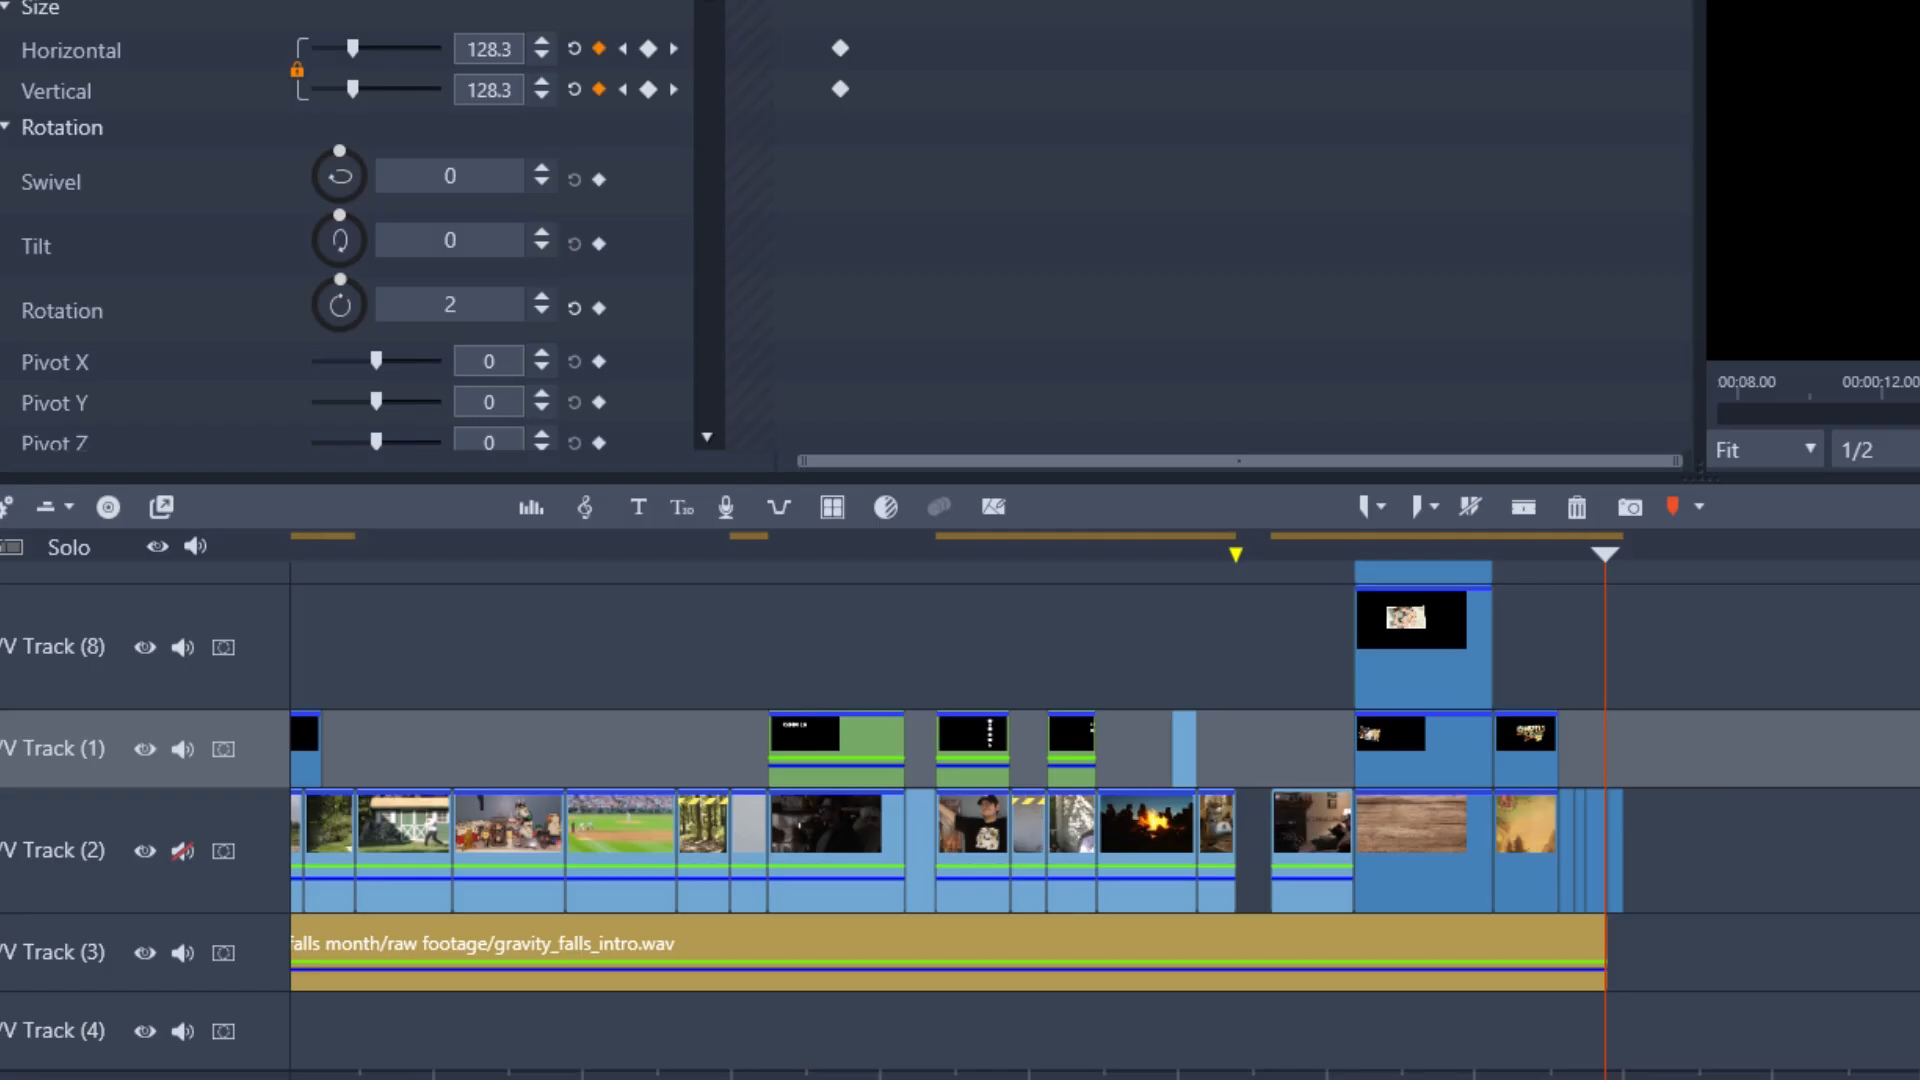 Size
Horizontal 128.3
Vertical 128.3
Rotation
Swivel 0
Tilt 0
Rotation 2
Pivot X 0
Pivot Y 0
Pivot Z 0
:00:08.00 00:00:12.00
Fit 1/2
T T3D
Solo
/V Track (8)
/V Track (1)
/V Track (2)
/V Track (3)
falls month/raw footage/gravity_falls_intro.wav
/V Track (4)